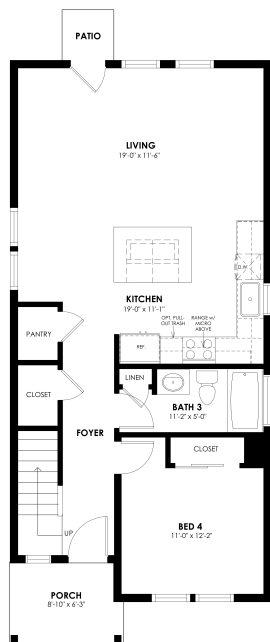 PATIO
LIVING
19'-0" x 11'-6"
D.W.
KITCHEN
19'-0" x 11'-1"
OPT. PULL-
OUT TRASH
RANGE w/
MICRO
ABOVE
PANTRY
REF.
LINEN
CLOSET
BATH 3
11'-2" x 5'-0"
FOYER
CLOSET
UP
BED 4
11'-0" x 12'-2"
PORCH
8'-10" x 6'-3"